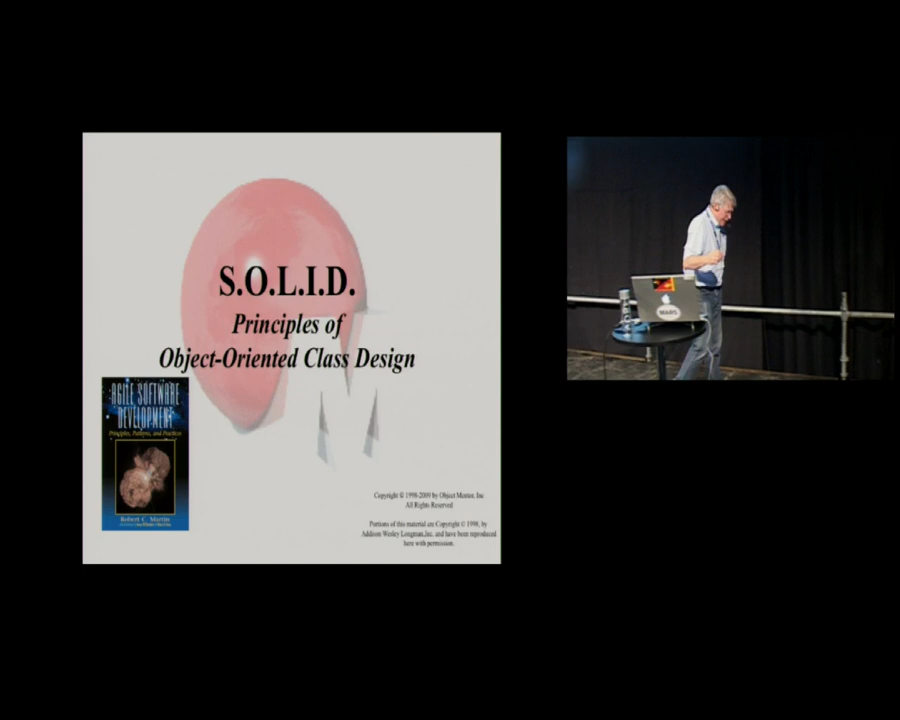 S.O.L.I.D.
Principles of
Object-Oriented Class Design
AGILE SOFTWARE
DEVELOPMENT
Principles, Patterns, and Practices
Robert C. Martin
Copyright © 1998-2009 by Object Mentor, Inc
All Rights Reserved
Portions of this material are Copyright © 1998, by
Addison Wesley Longman,Inc. and have been reproduced
here with permission.
MARS